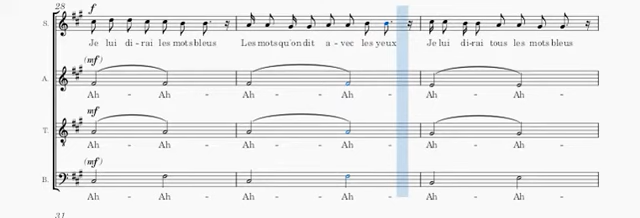 28
f
S. Je lui di-rai les mots bleus Les mots qu'on dit a-vec les yeux Je lui di-rai tous les mots bleus
(mf)
A. Ah - Ah - Ah - Ah - Ah - Ah -
mf
T. Ah - Ah - Ah - Ah - Ah - Ah -
(mf)
B. Ah - Ah - Ah - Ah - Ah - Ah -
31